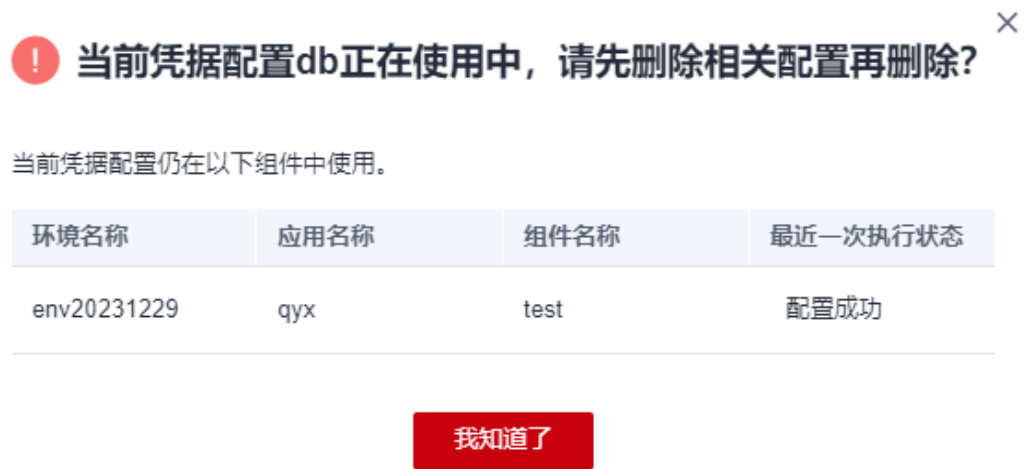 当前凭据配置db正在使用中，请先删除相关配置再删除?
当前凭据配置仍在以下组件中使用。
环境名称 应用名称 组件名称 最近一次执行状态
env20231229 qyx test 配置成功
我知道了